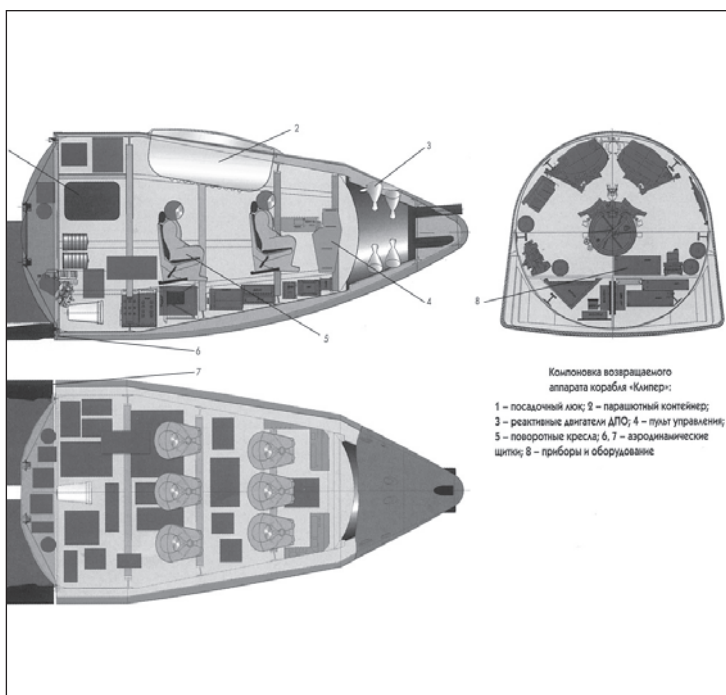 2
3
4
5
6
7
8
Компоновка возвращаемого
аппарата корабля «Клипер»:
1 – посадочный люк; 2 – парашютный контейнер;
3 – реактивные двигатели ДПО; 4 – пульт управления;
5 – поворотные кресла; 6, 7 – аэродинамические
щитки; 8 – приборы и оборудование